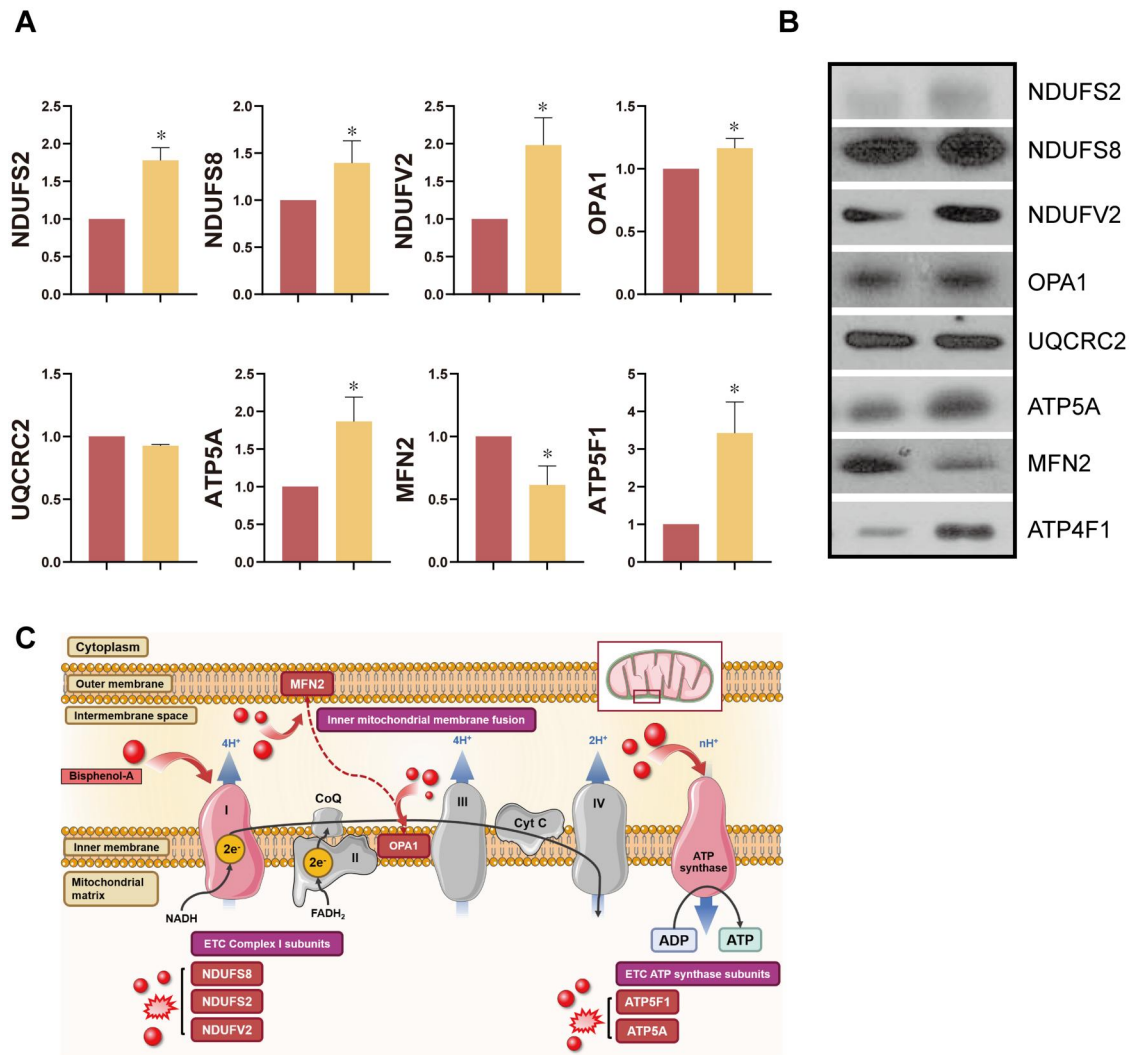 A
B
NDUFS2
2.5
2.0
1.5
1.0
0.5
0.0
*
NDUFS8
2.0
1.5
1.0
0.5
0.0
*
NDUFV2
2.5
2.0
1.5
1.0
0.5
0.0
*
OPA1
1.5
1.0
0.5
0.0
*
UQCRC2
1.5
1.0
0.5
0.0
ATP5A
2.5
2.0
1.5
1.0
0.5
0.0
*
MFN2
1.5
1.0
0.5
0.0
*
ATP5F1
5
4
3
2
1
0
*
NDUFS2
NDUFS8
NDUFV2
OPA1
UQCRC2
ATP5A
MFN2
ATP4F1
C
Cytoplasm
Outer membrane
MFN2
Intermembrane space
Inner mitochondrial membrane fusion
4H⁺
4H⁺
2H⁺
nH⁺
Bisphenol-A
I
CoQ
III
Cyt C
IV
Inner membrane
2e⁻
2e⁻
II
OPA1
ATP
synthase
Mitochondrial
matrix
NADH
FADH₂
ADP
ATP
ETC Complex I subunits
NDUFS8
NDUFS2
NDUFV2
ETC ATP synthase subunits
ATP5F1
ATP5A